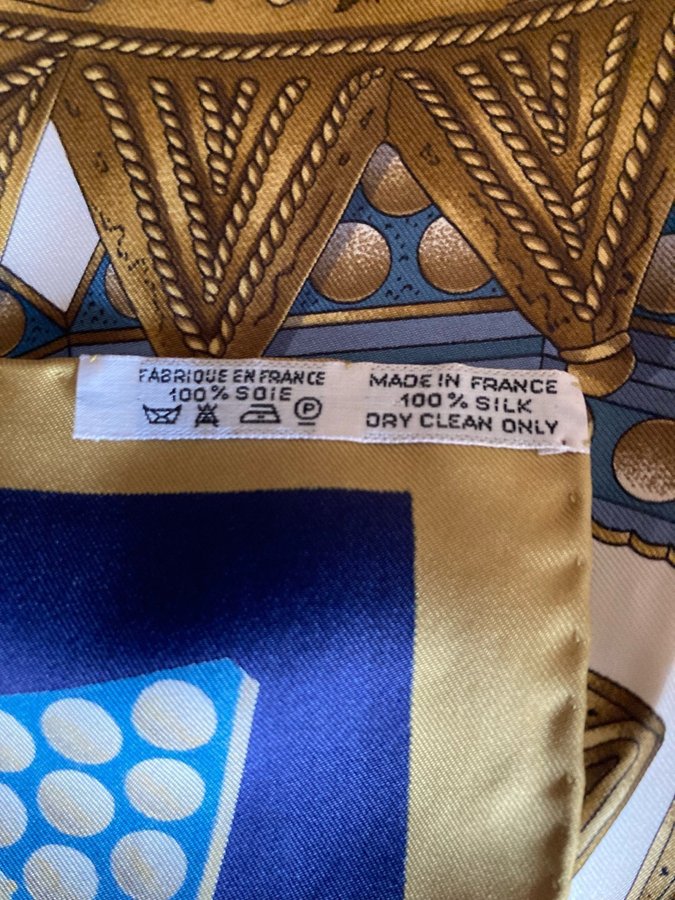 FABRIQUE EN FRANCE
100% SOIE
P
MADE IN FRANCE
100% SILK
DRY CLEAN ONLY